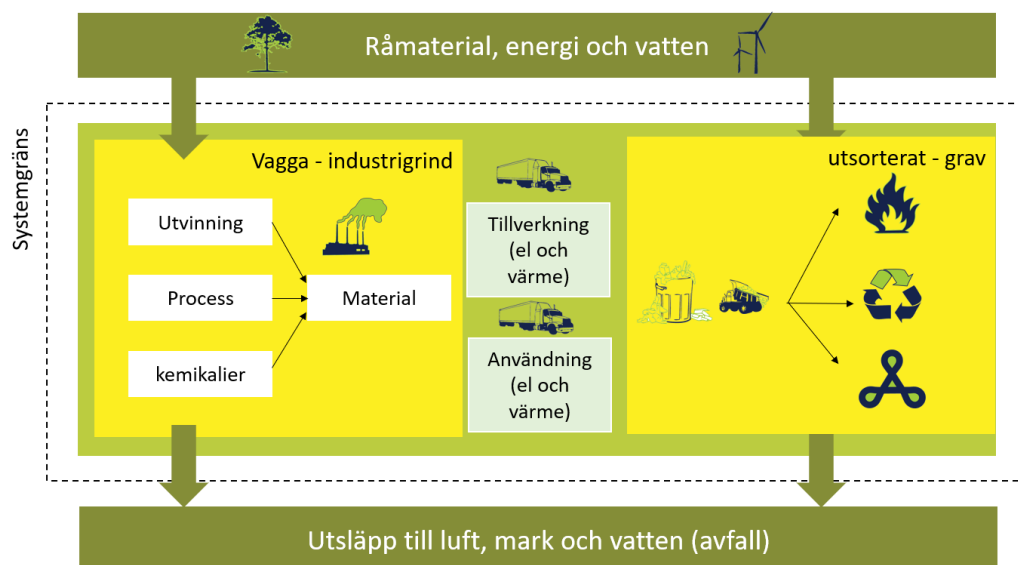 Råmaterial, energi och vatten
Systemgräns
Vagga - industrigrind
Utvinning
Process
kemikalier
Material
Tillverkning
(el och
värme)
Användning
(el och
värme)
utsorterat - grav
Utsläpp till luft, mark och vatten (avfall)